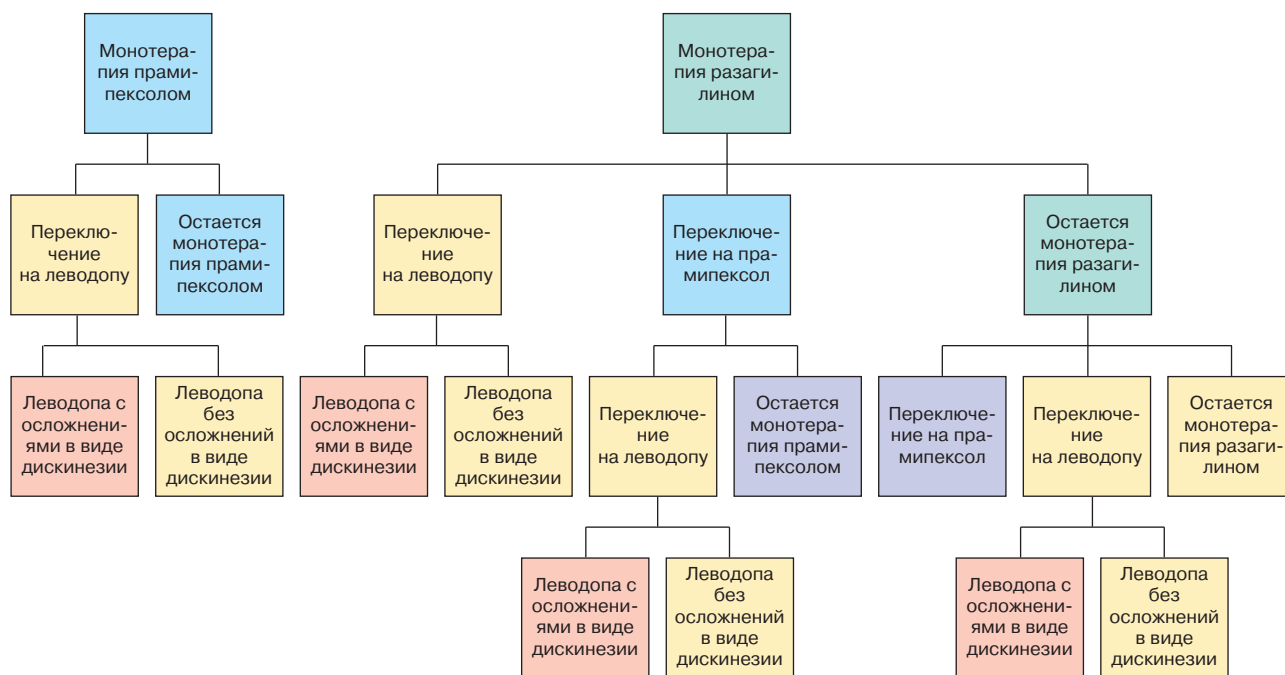 Монотера-
пия прами-
пексолом
Монотера-
пия разаги-
лином
Переклю-
чение
на леводопу
Остается
монотера-
пия прами-
пексолом
Переключе-
ние
на леводопу
Переключе-
ние на пра-
мипексол
Остается
монотера-
пия разаги-
лином
Леводопа с
осложнени-
ями в виде
дискинезии
Леводопа
без
осложнений
в виде
дискинезии
Леводопа с
осложнени-
ями в виде
дискинезии
Леводопа
без
осложнений
в виде
дискинезии
Переключе-
ние
на леводопу
Остается
монотера-
пия прами-
пексолом
Переключе-
ние на пра-
мипексол
Переключе-
ние
на леводопу
Остается
монотера-
пия разаги-
лином
Леводопа с
осложнени-
ями в виде
дискинезии
Леводопа
без
осложнений
в виде
дискинезии
Леводопа с
осложнени-
ями в виде
дискинезии
Леводопа
без
осложнений
в виде
дискинезии